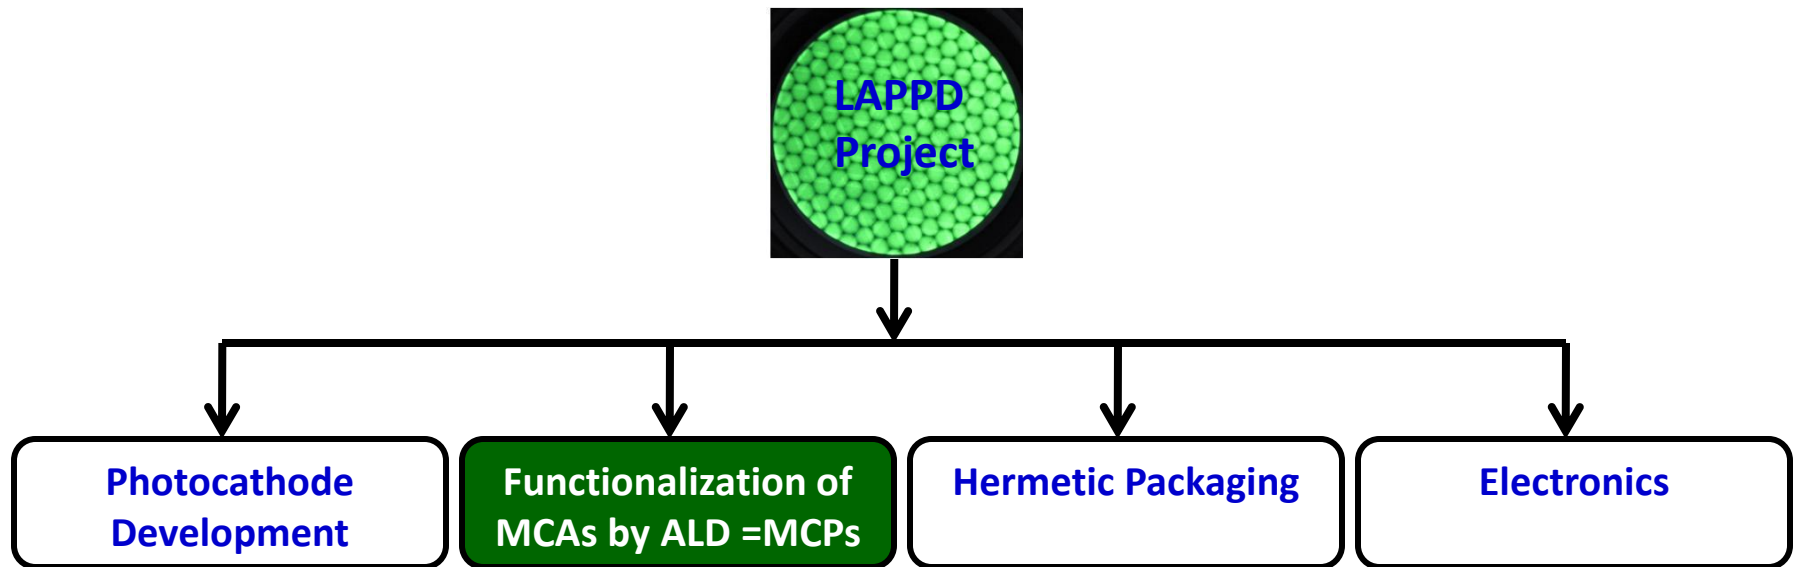 LAPPD
Project
Photocathode
Development
Functionalization of
MCAs by ALD =MCPs
Hermetic Packaging
Electronics